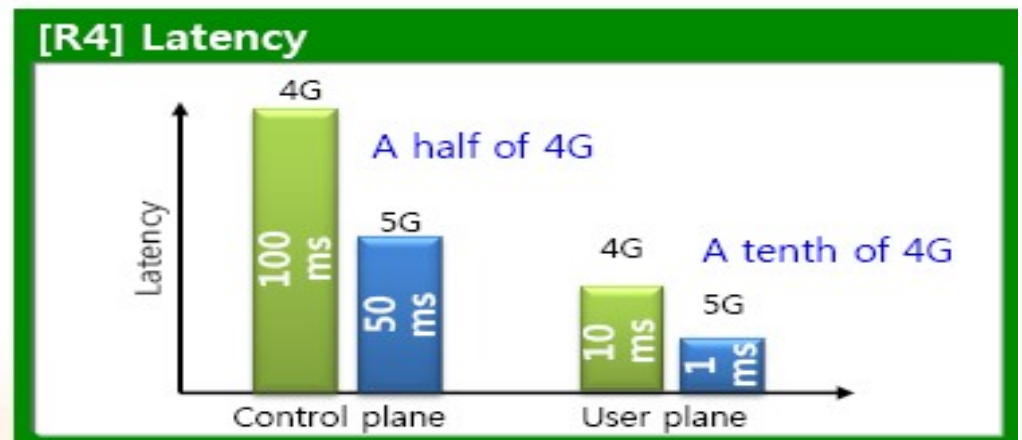 [R4] Latency
4G
A half of 4G
5G
100 ms
50 ms
4G
A tenth of 4G
5G
10 ms
1 ms
Latency
Control plane
User plane